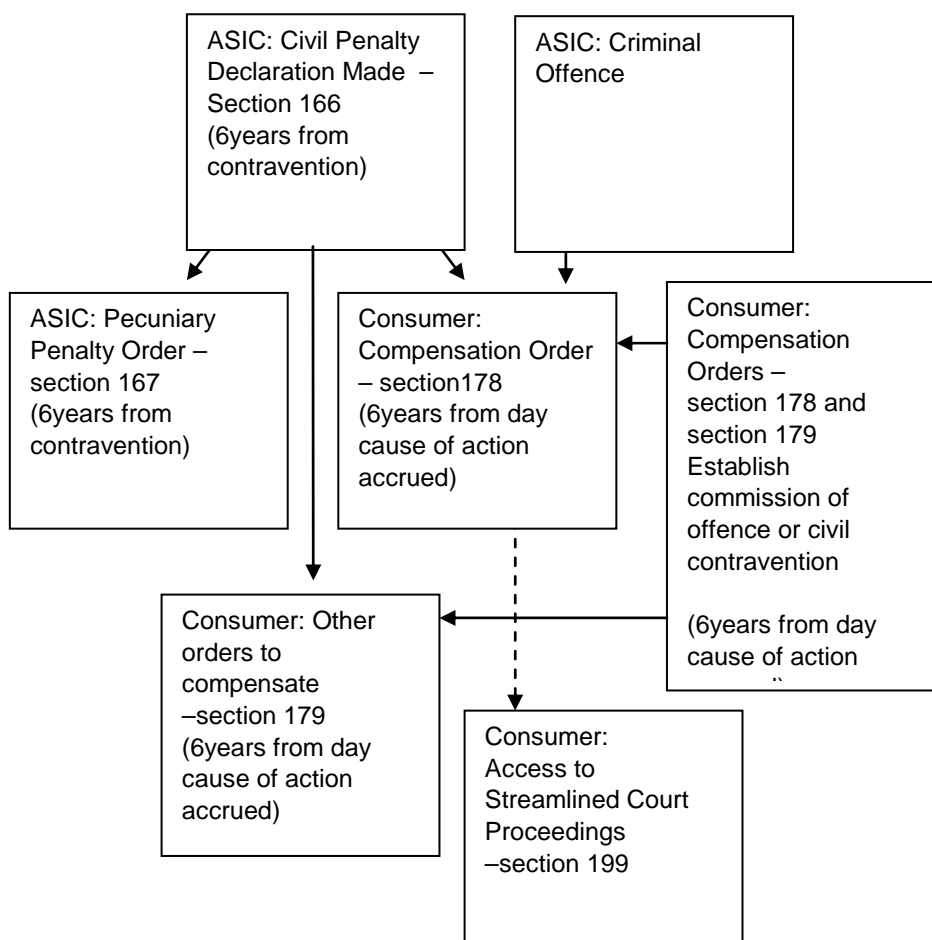 ASIC: Civil Penalty
Declaration Made –
Section 166
(6years from
contravention)
ASIC: Criminal
Offence
ASIC: Pecuniary
Penalty Order –
section 167
(6years from
contravention)
Consumer:
Compensation Order
– section178
(6years from day
cause of action
accrued)
Consumer:
Compensation
Orders –
section 178 and
section 179
Establish
commission of
offence or civil
contravention
(6years from day
cause of action
Consumer: Other
orders to
compensate
–section 179
(6years from day
cause of action
accrued)
Consumer:
Access to
Streamlined Court
Proceedings
–section 199